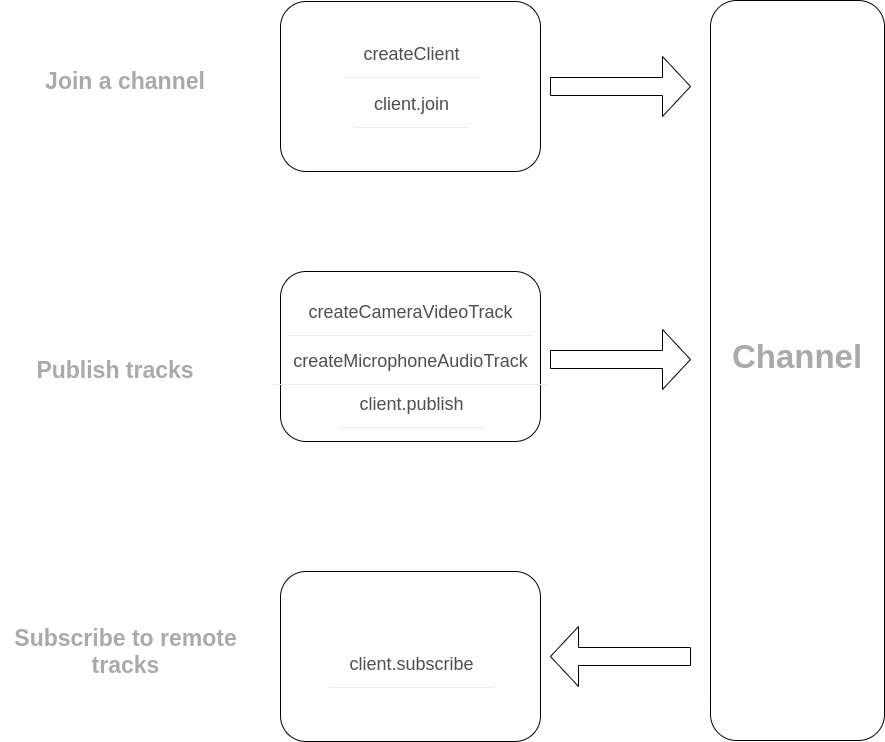 Join a channel
createClient
client.join
Publish tracks
createCameraVideoTrack
createMicrophoneAudioTrack
client.publish
Channel
Subscribe to remote
tracks
client.subscribe